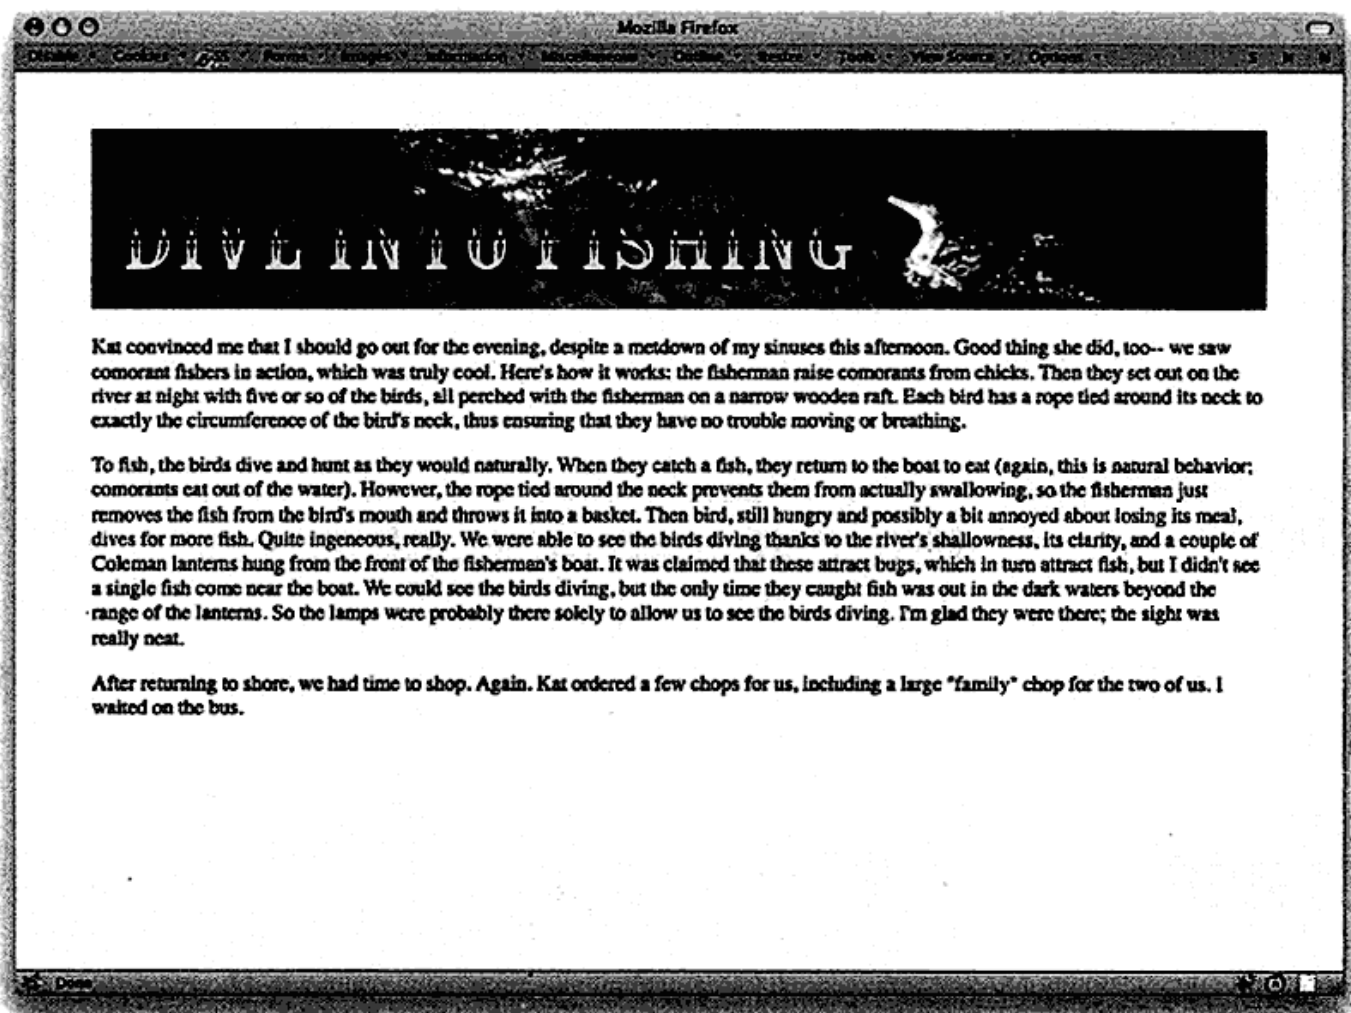 Mozilla Firefox
Disable Cookies CSS Forms Images Information Miscellaneous Outline Resize Tools View Source Options
DIVE INTO FISHING
Kat convinced me that I should go out for the evening, despite a metdown of my sinuses this afternoon. Good thing she did, too-- we saw
comorant fishers in action, which was truly cool. Here's how it works: the fisherman raise comorants from chicks. Then they set out on the
river at night with five or so of the birds, all perched with the fisherman on a narrow wooden raft. Each bird has a rope tied around its neck to
exactly the circumference of the bird's neck, thus ensuring that they have no trouble moving or breathing.
To fish, the birds dive and hunt as they would naturally. When they catch a fish, they return to the boat to eat (again, this is natural behavior;
comorants eat out of the water). However, the rope tied around the neck prevents them from actually swallowing, so the fisherman just
removes the fish from the bird's mouth and throws it into a basket. Then bird, still hungry and possibly a bit annoyed about losing its meal,
dives for more fish. Quite ingeneous, really. We were able to see the birds diving thanks to the river's shallowness, its clarity, and a couple of
Coleman lanterns hung from the front of the fisherman's boat. It was claimed that these attract bugs, which in turn attract fish, but I didn't see
a single fish come near the boat. We could see the birds diving, but the only time they caught fish was out in the dark waters beyond the
range of the lanterns. So the lamps were probably there solely to allow us to see the birds diving. I'm glad they were there; the sight was
really neat.
After returning to shore, we had time to shop. Again. Kat ordered a few chops for us, including a large "family" chop for the two of us. I
waited on the bus.
Done